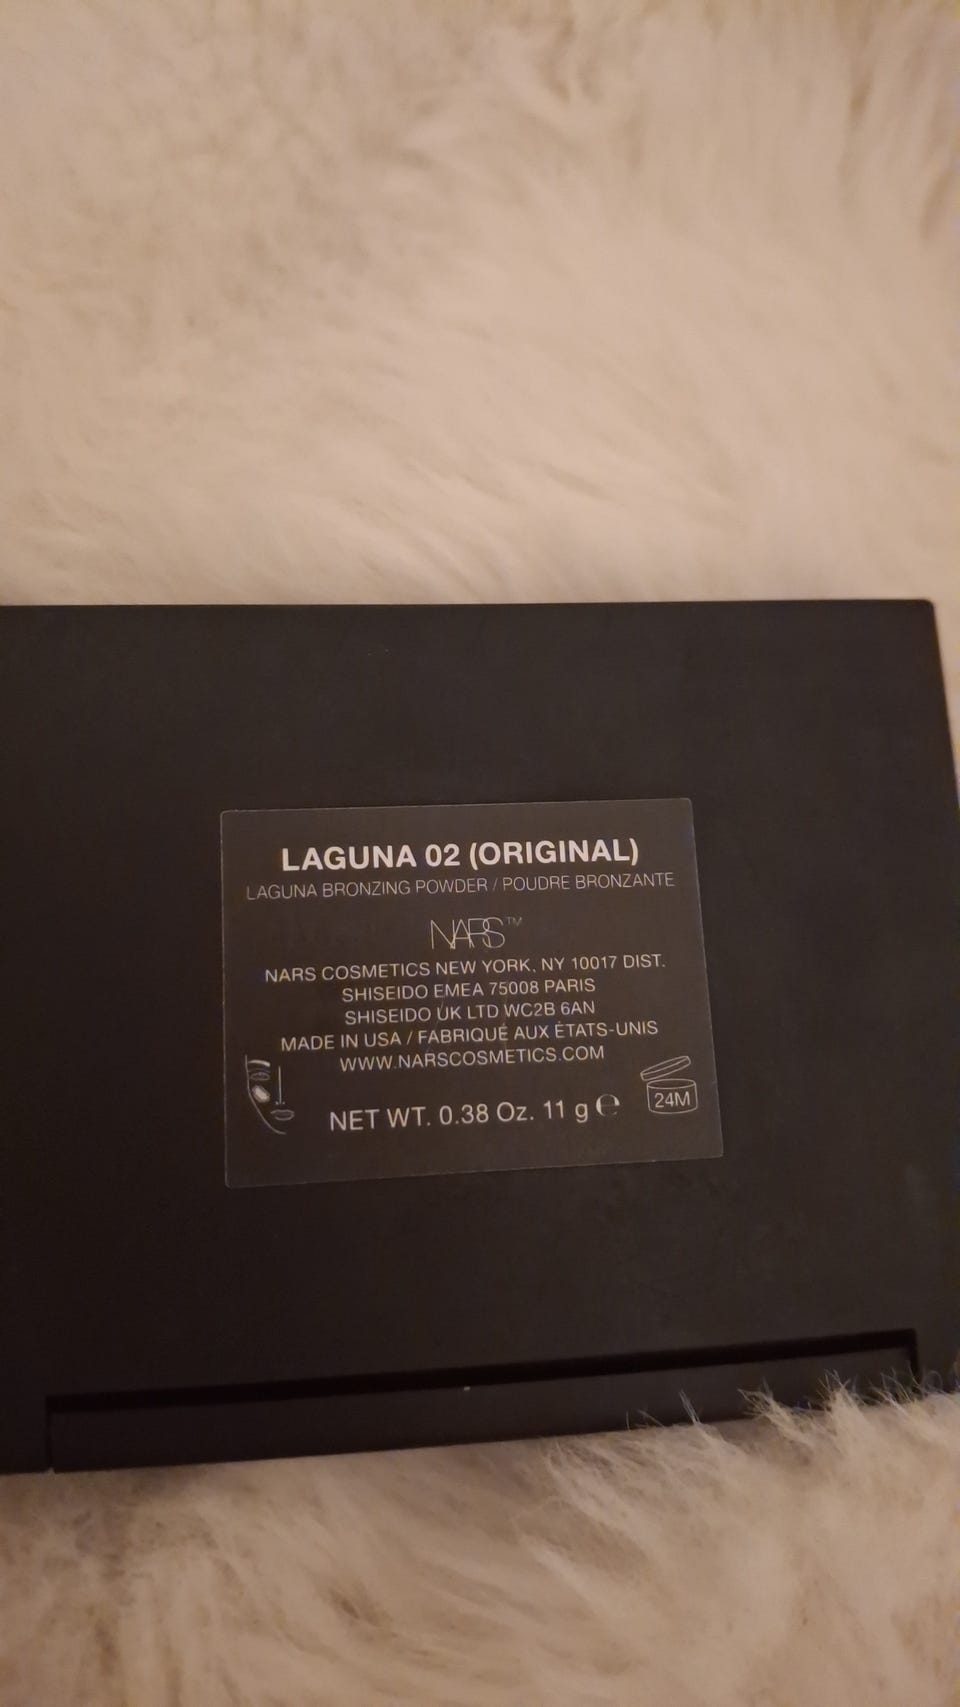 LAGUNA 02 (ORIGINAL)
LAGUNA BRONZING POWDER / POUDRE BRONZANTE
NARS™
NARS COSMETICS NEW YORK, NY 10017 DIST.
SHISEIDO EMEA 75008 PARIS
SHISEIDO UK LTD WC2B 6AN
MADE IN USA / FABRIQUÉ AUX ÉTATS-UNIS
WWW.NARSCOSMETICS.COM
NET WT. 0.38 Oz. 11 g ℮
24M